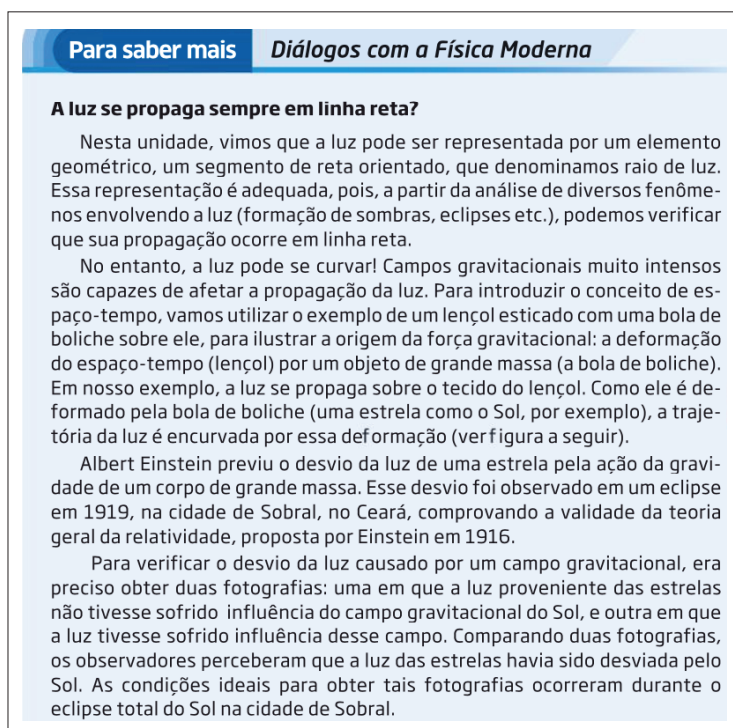 Para saber mais Diálogos com a Física Moderna
A luz se propaga sempre em linha reta?
Nesta unidade, vimos que a luz pode ser representada por um elemento
geométrico, um segmento de reta orientado, que denominamos raio de luz.
Essa representação é adequada, pois, a partir da análise de diversos fenôme-
nos envolvendo a luz (formação de sombras, eclipses etc.), podemos verificar
que sua propagação ocorre em linha reta.
No entanto, a luz pode se curvar! Campos gravitacionais muito intensos
são capazes de afetar a propagação da luz. Para introduzir o conceito de es-
paço-tempo, vamos utilizar o exemplo de um lençol esticado com uma bola de
boliche sobre ele, para ilustrar a origem da força gravitacional: a deformação
do espaço-tempo (lençol) por um objeto de grande massa (a bola de boliche).
Em nosso exemplo, a luz se propaga sobre o tecido do lençol. Como ele é de-
formado pela bola de boliche (uma estrela como o Sol, por exemplo), a traje-
tória da luz é encurvada por essa deformação (ver figura a seguir).
Albert Einstein previu o desvio da luz de uma estrela pela ação da gravi-
dade de um corpo de grande massa. Esse desvio foi observado em um eclipse
em 1919, na cidade de Sobral, no Ceará, comprovando a validade da teoria
geral da relatividade, proposta por Einstein em 1916.
Para verificar o desvio da luz causado por um campo gravitacional, era
preciso obter duas fotografias: uma em que a luz proveniente das estrelas
não tivesse sofrido influência do campo gravitacional do Sol, e outra em que
a luz tivesse sofrido influência desse campo. Comparando duas fotografias,
os observadores perceberam que a luz das estrelas havia sido desviada pelo
Sol. As condições ideais para obter tais fotografias ocorreram durante o
eclipse total do Sol na cidade de Sobral.